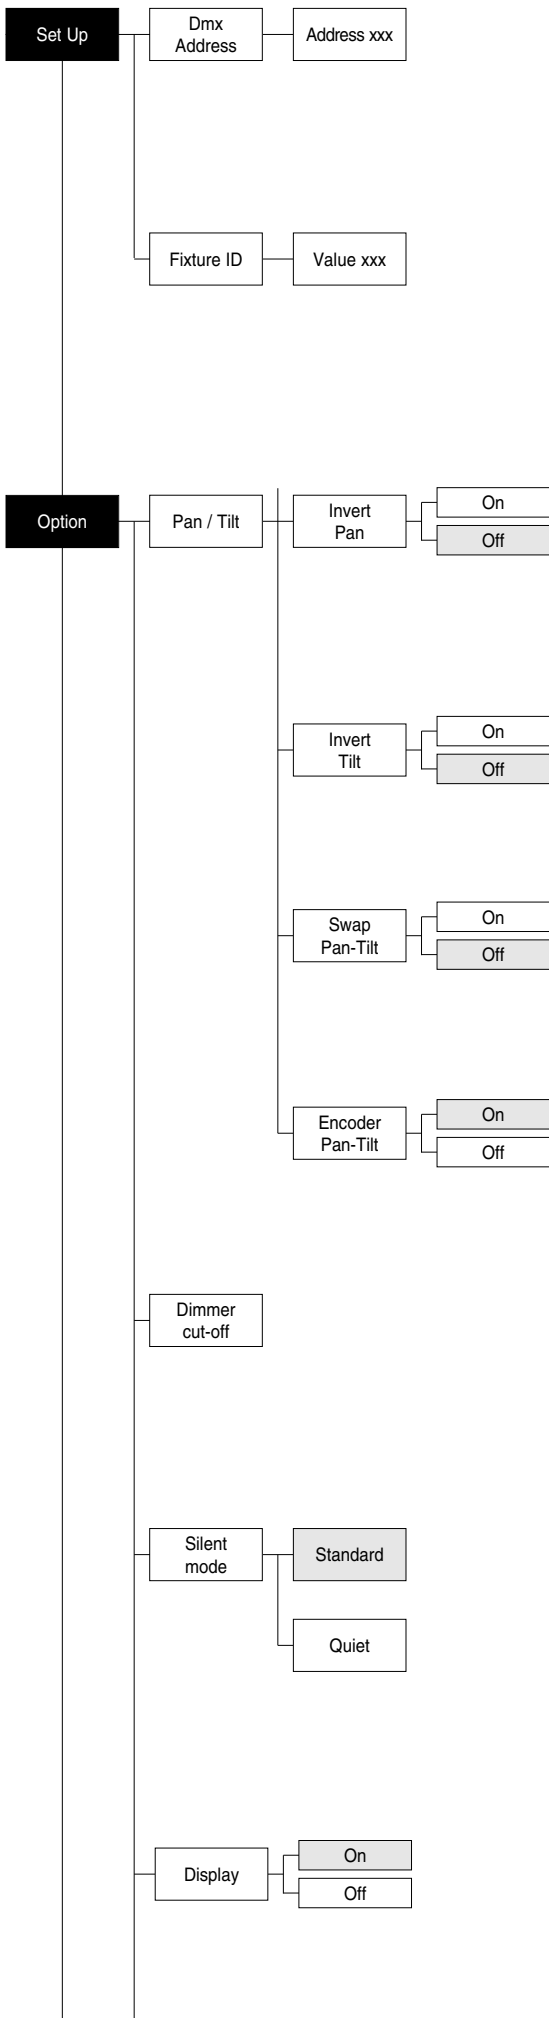 Set Up
Dmx
Address
Address xxx
Fixture ID
Value xxx
Option
Pan / Tilt
Invert
Pan
On
Off
Invert
Tilt
On
Off
Swap
Pan-Tilt
On
Off
Encoder
Pan-Tilt
On
Off
Dimmer
cut-off
Silent
mode
Standard
Quiet
Display
On
Off